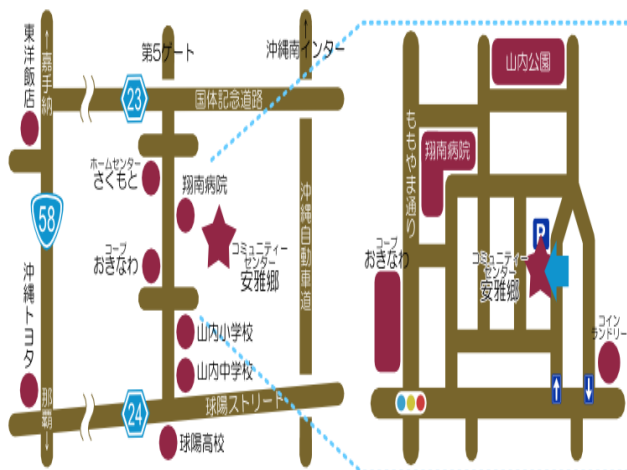 東洋飯店
↑嘉手納
第5ゲート
沖縄南インター
23
国体記念道路
ホームセンター
さくもと
翔南病院
58
コープ
おきなわ
コミュニティー
センター
安雅郷
沖縄自動車道
沖縄トヨタ
山内小学校
山内中学校
那覇↓
24
球陽ストリート
球陽高校
山内公園
ももやま通り
翔南病院
P
コープ
おきなわ
コミュニティー
センター
安雅郷
コイン
ランドリー